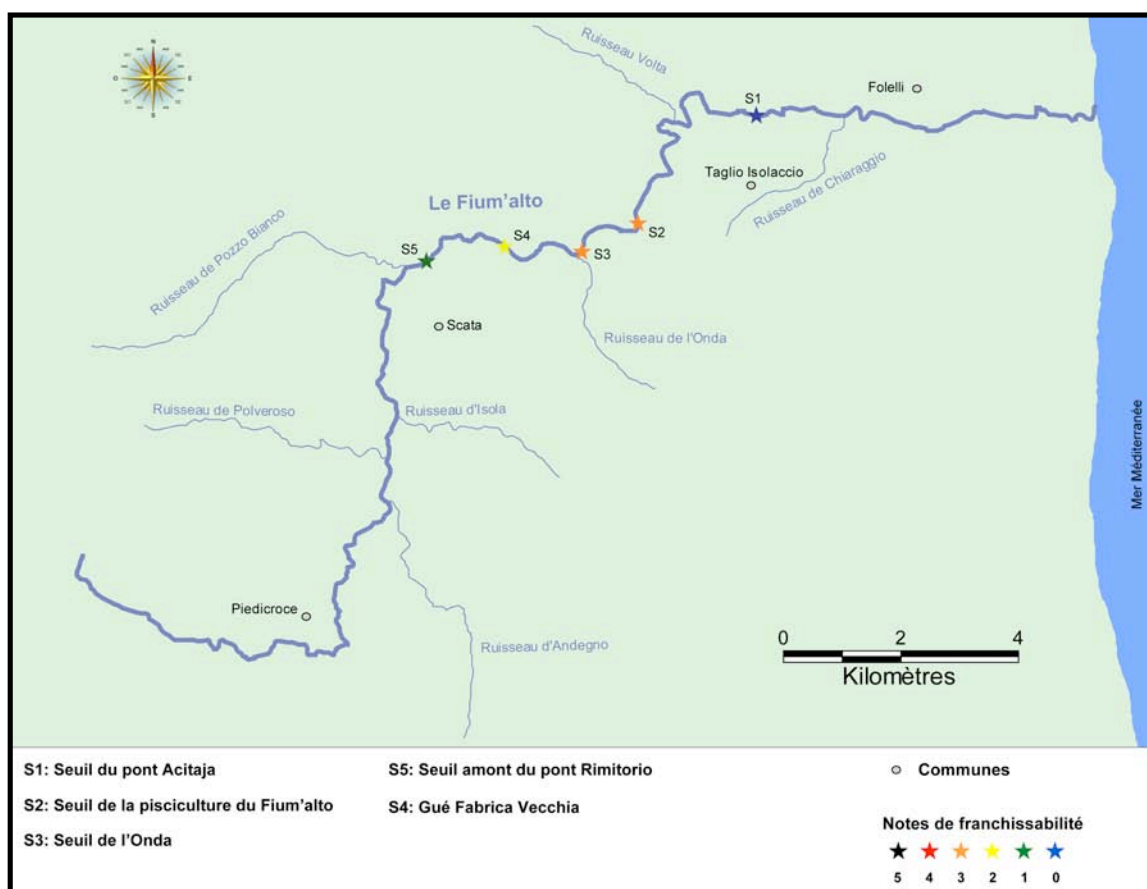 N
O
E
S
Ruisseau Volta
Folelli
S1
Taglio Isolaccio
Ruisseau de Chiaraggio
Le Fium'alto
Ruisseau de Pozzo Bianco
S5
S4
S3
S2
Scata
Ruisseau de l'Onda
Ruisseau de Polveroso
Ruisseau d'Isola
Mer Méditerranée
Piedicroce
Ruisseau d'Andegno
0 2 4
Kilomètres
S1: Seuil du pont Acitaja
S2: Seuil de la pisciculture du Fium'alto
S3: Seuil de l'Onda
S5: Seuil amont du pont Rimitorio
S4: Gué Fabrica Vecchia
Communes
Notes de franchissabilité
5 4 3 2 1 0